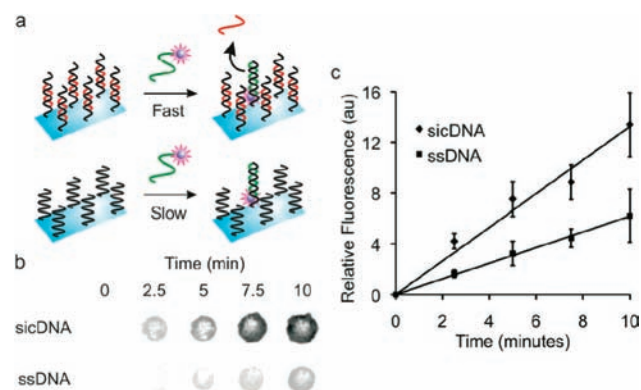 a
Fast
Slow
b
Time (min)
0 2.5 5 7.5 10
sicDNA
ssDNA
c
Relative Fluorescence (au)
16
12
8
4
0
sicDNA
ssDNA
0 2 4 6 8 10
Time (minutes)